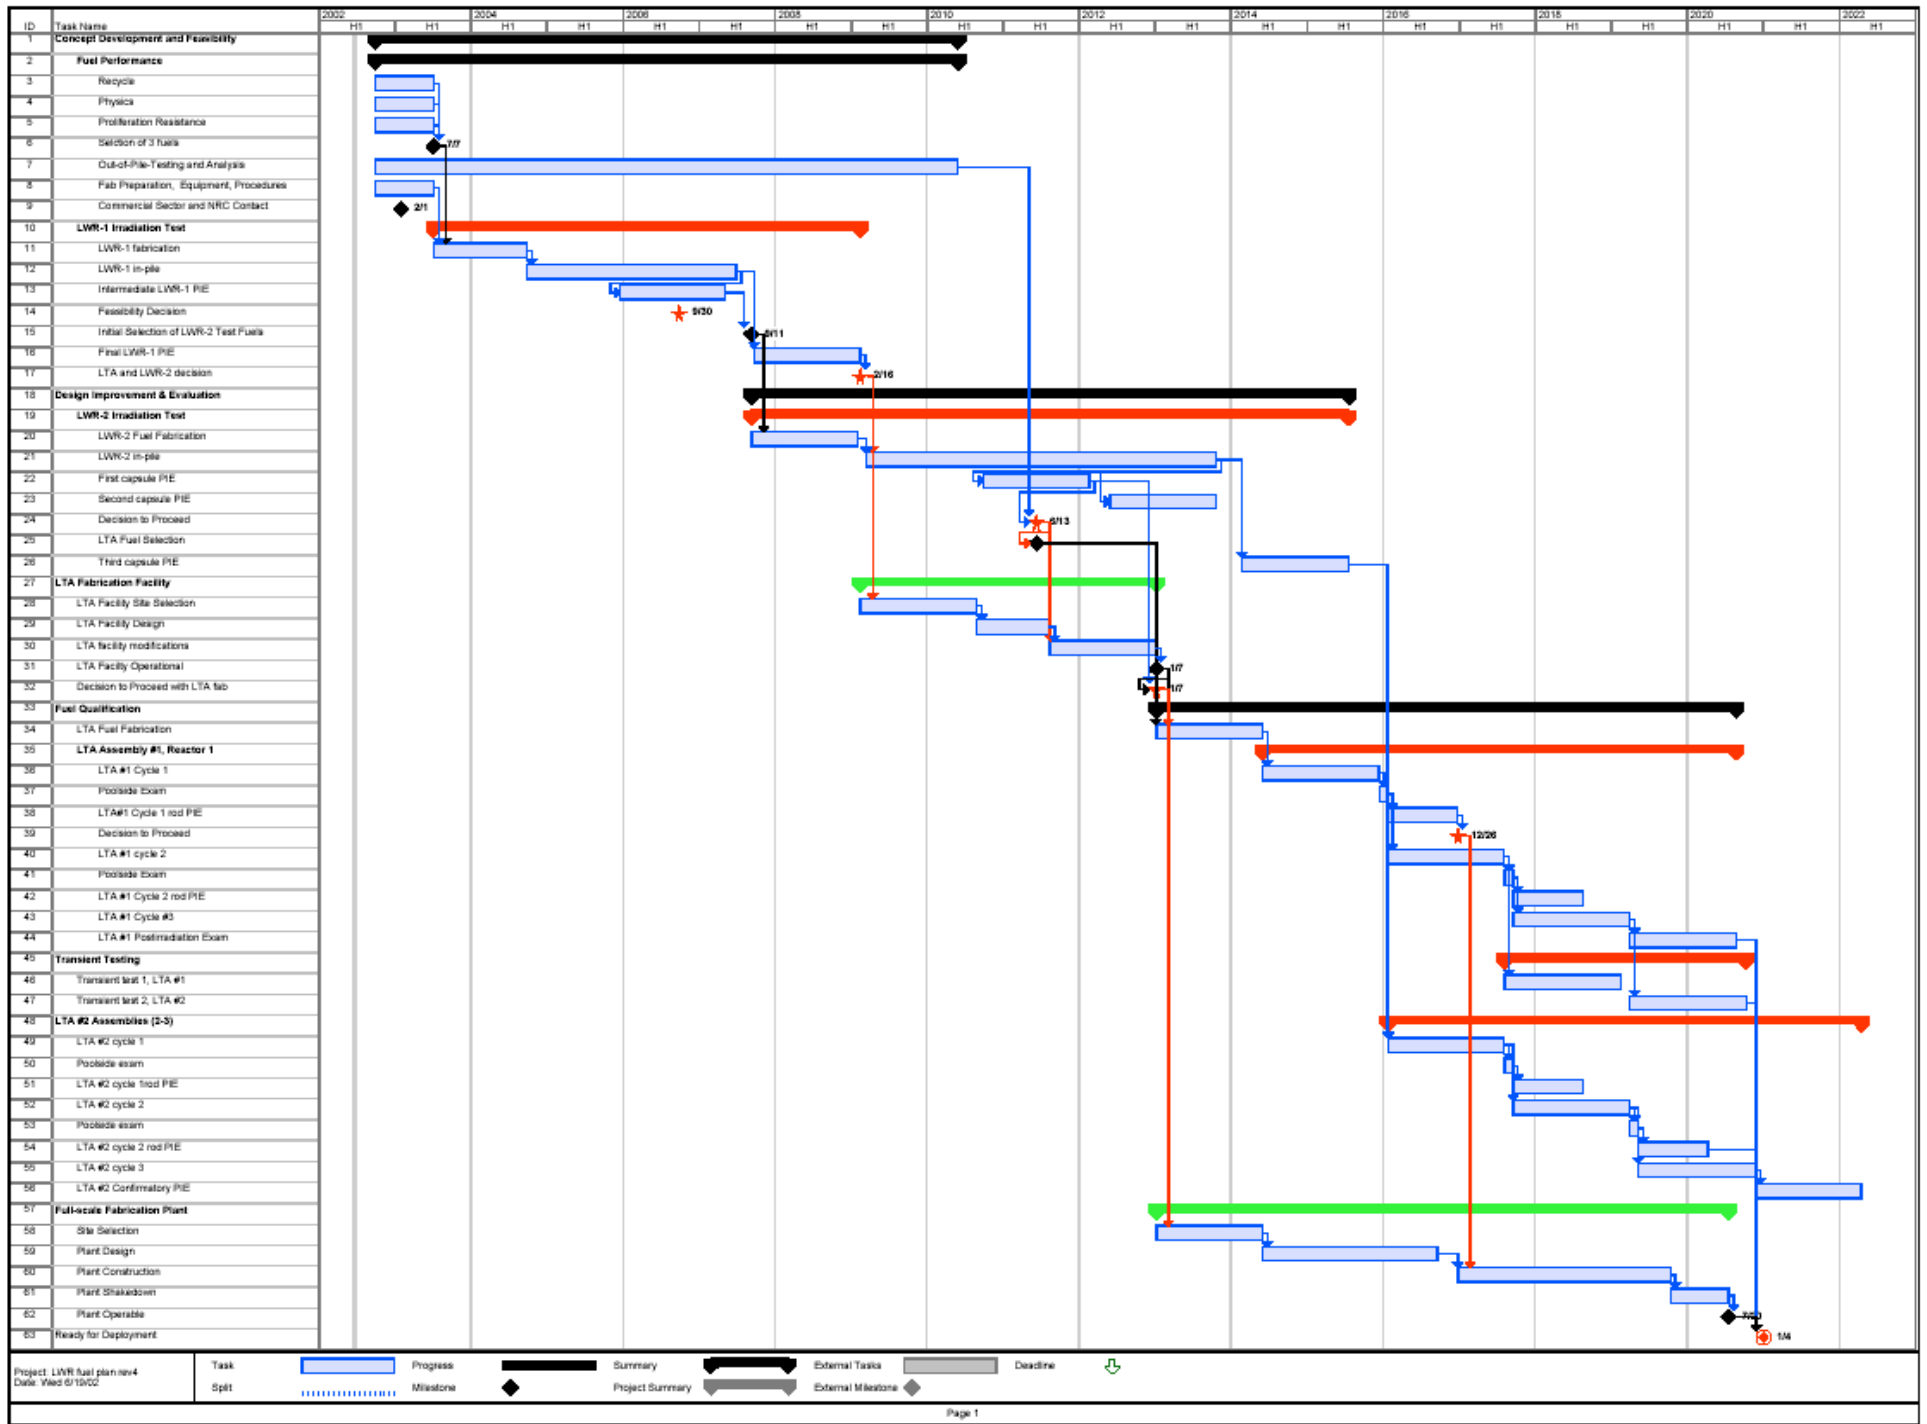 2002 2004 2006 2008 2010 2012 2014 2016 2018 2020 2022
ID Task Name H1 H1 H1 H1 H1 H1 H1 H1 H1 H1 H1 H1 H1 H1 H1 H1 H1 H1 H1 H1 H1
1 Concept Development and Feasibility
2 Fuel Performance
3 Recycle
4 Physics
5 Proliferation Resistance
6 Selction of 3 fuels 7/7
7 Out-of-Pile-Testing and Analysis
8 Fab Preparation, Equipment, Procedures
9 Commercial Sector and NRC Contact 2/1
10 LWR-1 Irradiation Test
11 LWR-1 fabrication
12 LWR-1 in-pile
13 Intermediate LWR-1 PIE
14 Feasibility Decision 9/30
15 Initial Selection of LWR-2 Test Fuels 9/11
16 Final LWR-1 PIE
17 LTA and LWR-2 decision 2/16
18 Design Improvement & Evaluation
19 LWR-2 Irradiation Test
20 LWR-2 Fuel Fabrication
21 LWR-2 in-pile
22 First capsule PIE
23 Second capsule PIE
24 Decision to Proceed 6/13
25 LTA Fuel Selection
26 Third capsule PIE
27 LTA Fabrication Facility
28 LTA Facility Site Selection
29 LTA Facility Design
30 LTA facility modifications
31 LTA Facilty Operational 1/7
32 Decision to Proceed with LTA fab 1/7
33 Fuel Qualification
34 LTA Fuel Fabrication
35 LTA Assembly #1, Reactor 1
36 LTA #1 Cycle 1
37 Poolside Exam
38 LTA#1 Cycle 1 rod PIE
39 Decision to Proceed 12/26
40 LTA #1 cycle 2
41 Poolside Exam
42 LTA #1 Cycle 2 rod PIE
43 LTA #1 Cycle #3
44 LTA #1 Postirradiation Exam
45 Transient Testing
46 Transient test 1, LTA #1
47 Transient test 2, LTA #2
48 LTA #2 Assemblies (2-3)
49 LTA #2 cycle 1
50 Poolside exam
51 LTA #2 cycle 1rod PIE
52 LTA #2 cycle 2
53 Poolside exam
54 LTA #2 cycle 2 rod PIE
55 LTA #2 cycle 3
56 LTA #2 Confirmatory PIE
57 Full-scale Fabrication Plant
58 Site Selection
59 Plant Design
60 Plant Construction
61 Plant Shakedown
62 Plant Operable
63 Ready for Deployment 1/4
Project: LWR fuel plan rev4
Date: Wed 6/19/02
Task Progress Summary External Tasks Deadline
Split Milestone Project Summary External Milestone
Page 1